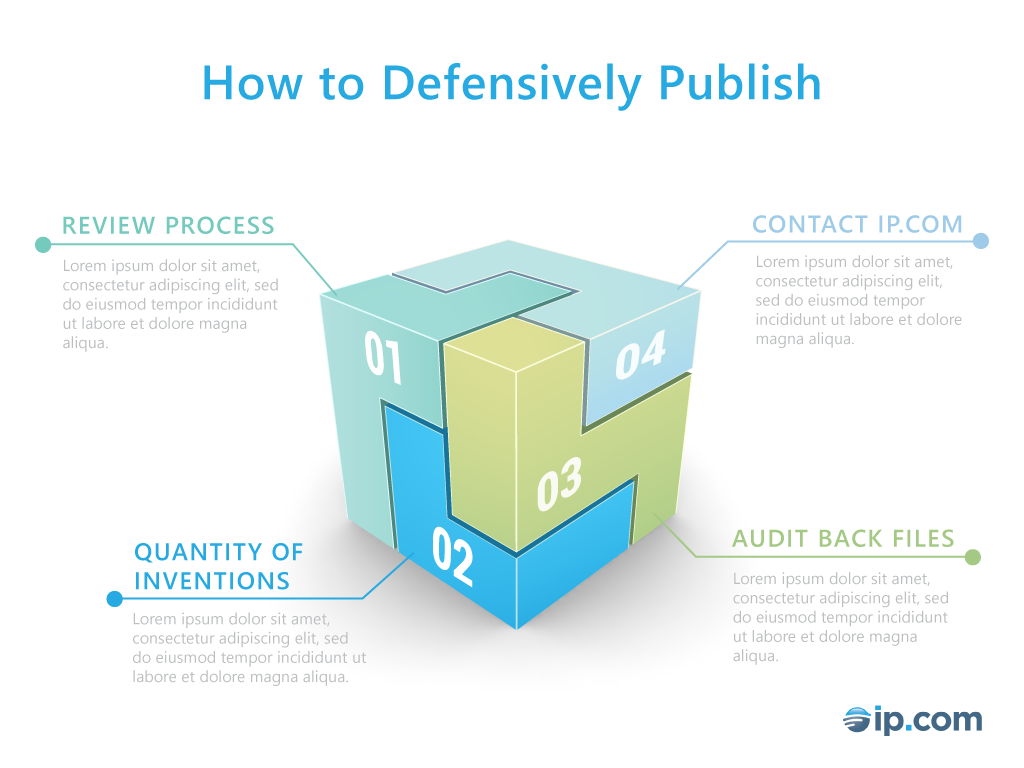 How to Defensively Publish
REVIEW PROCESS
Lorem ipsum dolor sit amet,
consectetur adipiscing elit, sed
do eiusmod tempor incididunt
ut labore et dolore magna
aliqua.
CONTACT IP.COM
Lorem ipsum dolor sit amet,
consectetur adipiscing elit,
sed do eiusmod tempor
incididunt ut labore et dolore
magna aliqua.
01
04
03
02
QUANTITY OF
INVENTIONS
Lorem ipsum dolor sit amet,
consectetur adipiscing elit, sed
do eiusmod tempor incididunt ut
labore et dolore magna aliqua.
AUDIT BACK FILES
Lorem ipsum dolor sit amet,
consectetur adipiscing elit, sed
do eiusmod tempor incididunt
ut labore et dolore magna
aliqua.
ip.com